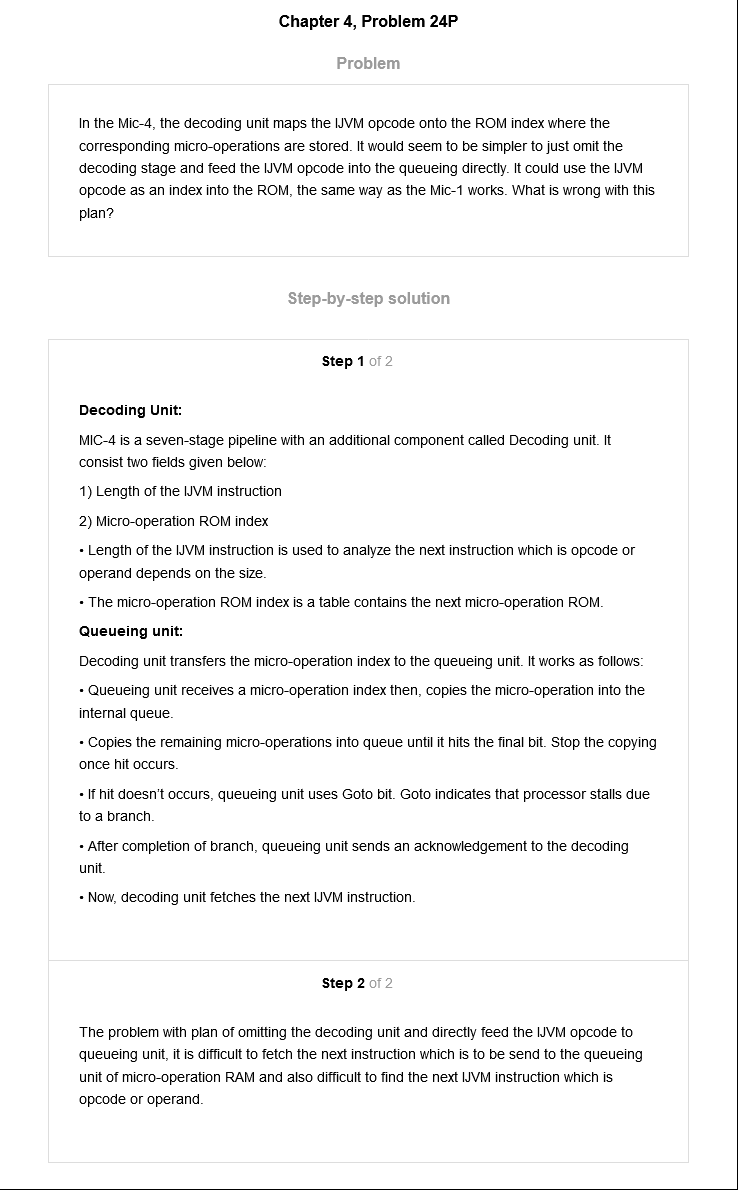 Chapter 4, Problem 24P
Problem
In the Mic-4, the decoding unit maps the IJVM opcode onto the ROM index where the
corresponding micro-operations are stored. It would seem to be simpler to just omit the
decoding stage and feed the IJVM opcode into the queueing directly. It could use the IJVM
opcode as an index into the ROM, the same way as the Mic-1 works. What is wrong with this
plan?
Step-by-step solution
Step 1 of 2
Decoding Unit:
MIC-4 is a seven-stage pipeline with an additional component called Decoding unit. It
consist two fields given below:
1) Length of the IJVM instruction
2) Micro-operation ROM index
• Length of the IJVM instruction is used to analyze the next instruction which is opcode or
operand depends on the size.
• The micro-operation ROM index is a table contains the next micro-operation ROM.
Queueing unit:
Decoding unit transfers the micro-operation index to the queueing unit. It works as follows:
• Queueing unit receives a micro-operation index then, copies the micro-operation into the
internal queue.
• Copies the remaining micro-operations into queue until it hits the final bit. Stop the copying
once hit occurs.
• If hit doesn’t occurs, queueing unit uses Goto bit. Goto indicates that processor stalls due
to a branch.
• After completion of branch, queueing unit sends an acknowledgement to the decoding
unit.
• Now, decoding unit fetches the next IJVM instruction.
Step 2 of 2
The problem with plan of omitting the decoding unit and directly feed the IJVM opcode to
queueing unit, it is difficult to fetch the next instruction which is to be send to the queueing
unit of micro-operation RAM and also difficult to find the next IJVM instruction which is
opcode or operand.